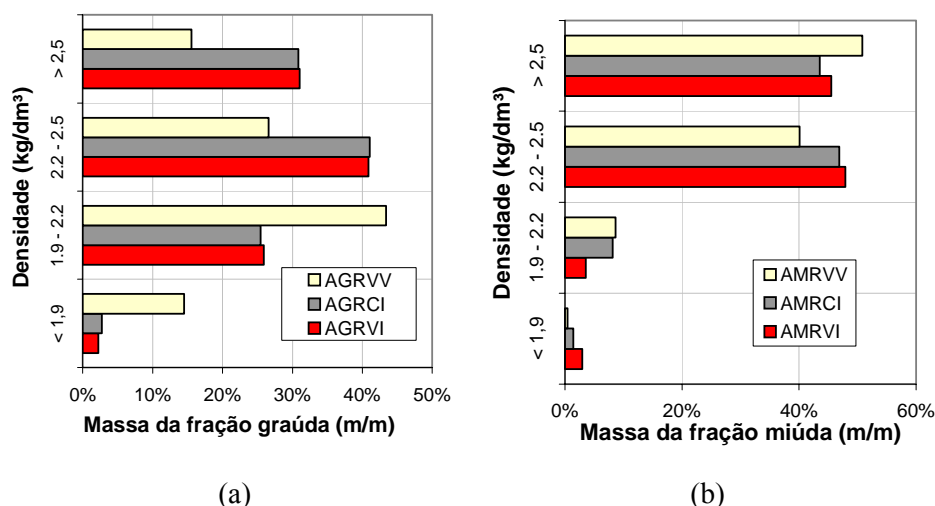 Densidade (kg/dm³)
> 2,5
2.2 - 2.5
1.9 - 2.2
< 1,9
AGRVV
AGRCI
AGRVI
0% 10% 20% 30% 40% 50%
Massa da fração graúda (m/m)
(a)
Densidade (kg/dm³)
> 2,5
2.2 - 2.5
1.9 - 2.2
< 1,9
AMRVV
AMRCI
AMRVI
0% 20% 40% 60%
Massa da fração miúda (m/m)
(b)